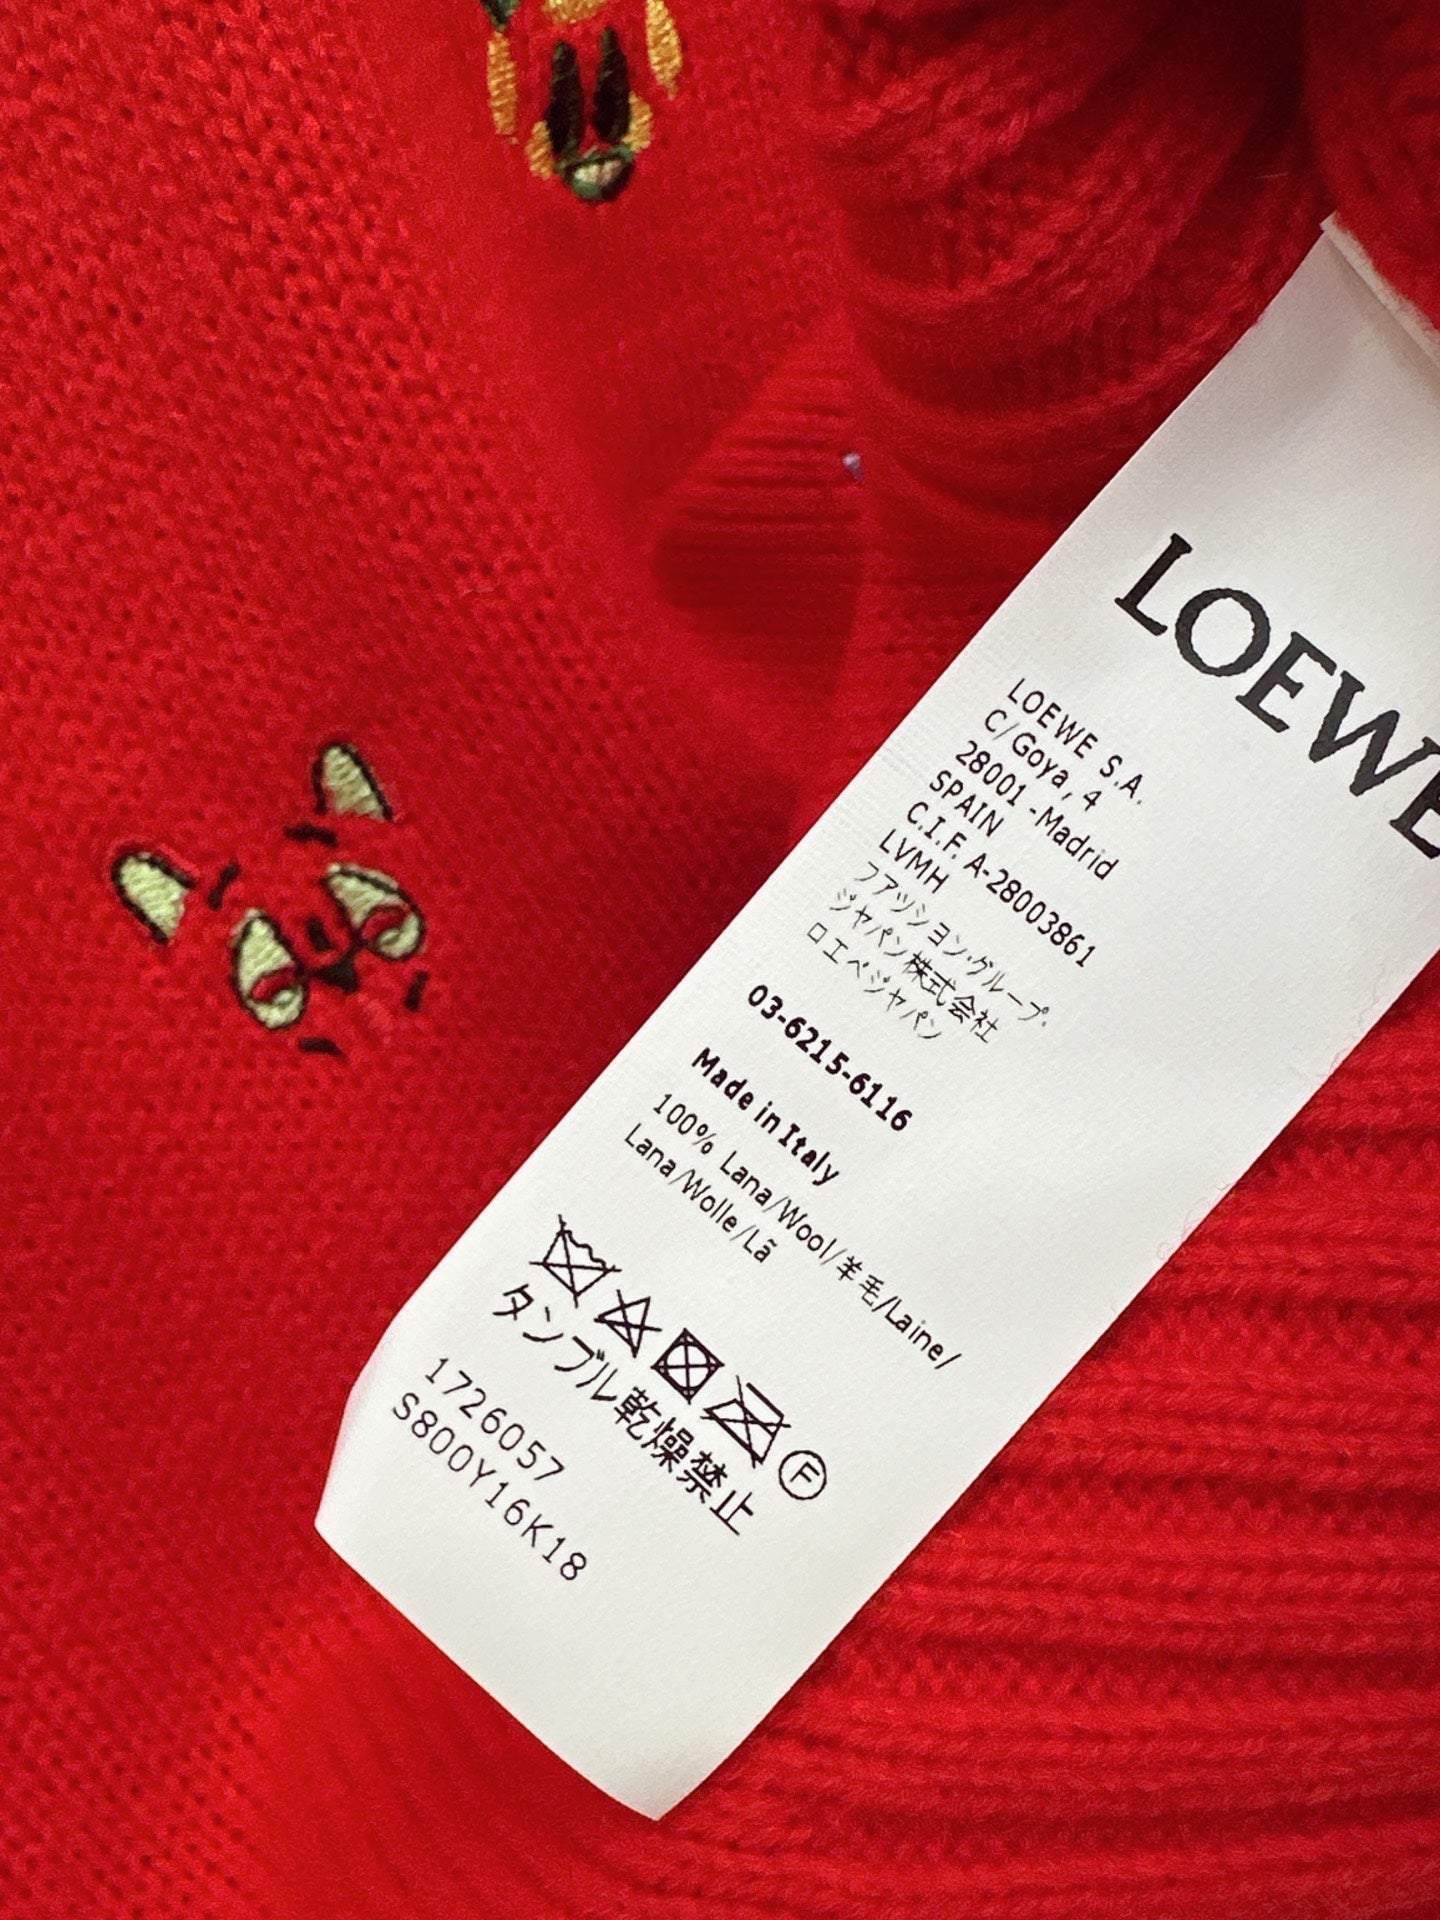 LOEWE
LOEWE S.A.
C/Goya, 4
28001 -Madrid
SPAIN
C.I.F. A-28003861
LVMH
フアッション・グループ・
ジャパン株式会社
ロエベジャパン
03-6215-6116
Made in Italy
100% Lana/Wool/羊毛/Laine/
Lana/Wolle/Lã
F
タンブル乾燥禁止
1726057
S800Y16K18